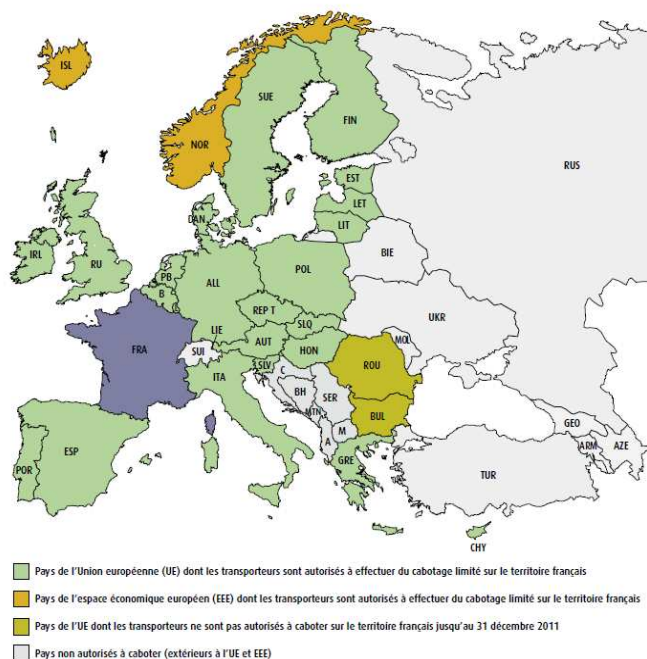 ISL
SUE
FIN
NOR
RUS
EST
LET
DAN
LIT
IRL
RU
BIE
PB
ALL
POL
B
REP T
UKR
SLQ
LIE
AUT
MOL
FRA
SUI
HON
ROU
SLV
C
ITA
BH
SER
MTN
BUL
GEO
M
ARM
AZE
A
ESP
POR
GRE
TUR
CHY
Pays de l'Union européenne (UE) dont les transporteurs sont autorisés à effectuer du cabotage limité sur le territoire français
Pays de l'espace économique européen (EEE) dont les transporteurs sont autorisés à effectuer du cabotage limité sur le territoire français
Pays de l'UE dont les transporteurs ne sont pas autorisés à caboter sur le territoire français jusqu'au 31 décembre 2011
Pays non autorisés à caboter (extérieurs à l'UE et EEE)